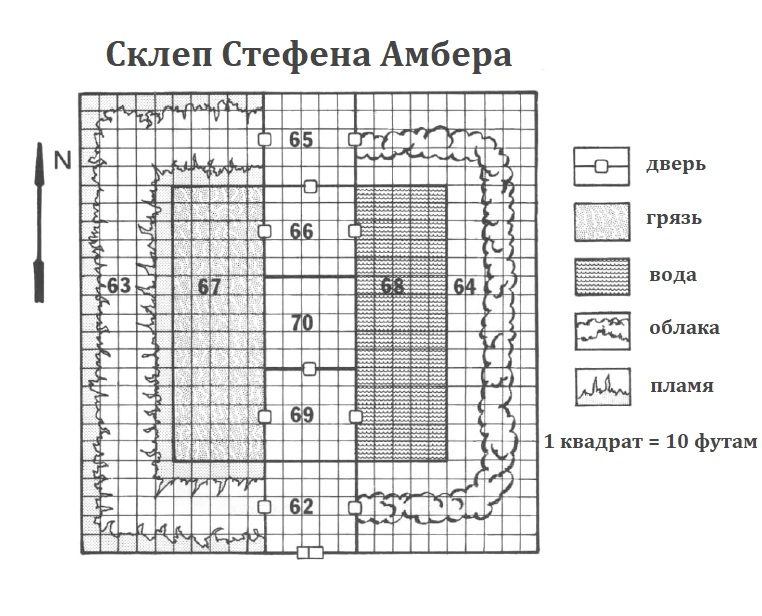 Склеп Стефена Амбера
N
65
66
63
67
68
64
70
69
62
дверь
грязь
вода
облака
пламя
1 квадрат = 10 футам